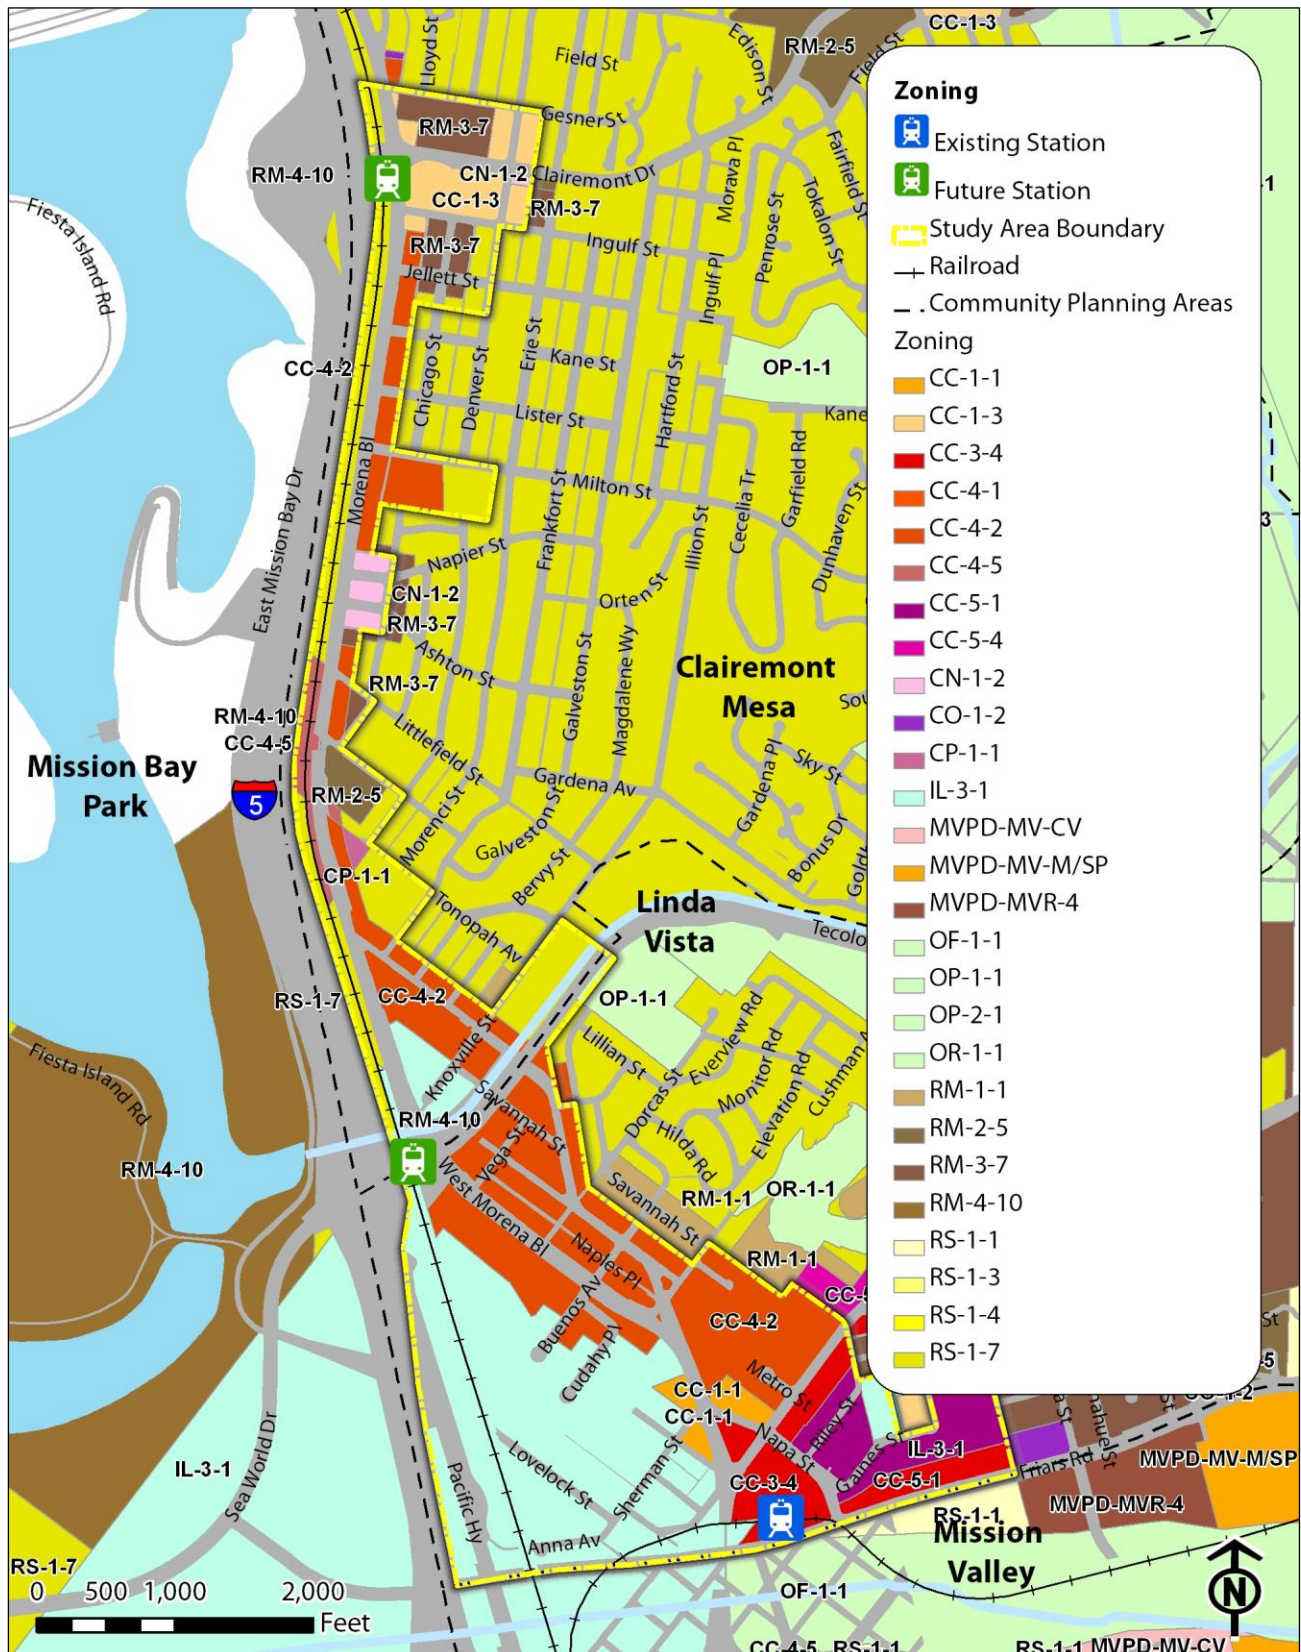 CC-1-3
Lloyd St
Field St
Edison St
RM-2-5
Field St
Zoning
Existing Station
Future Station
Study Area Boundary
Railroad
Community Planning Areas
Zoning
CC-1-1
CC-1-3
CC-3-4
CC-4-1
CC-4-2
CC-4-5
CC-5-1
CC-5-4
CN-1-2
CO-1-2
CP-1-1
IL-3-1
MVPD-MV-CV
MVPD-MV-M/SP
MVPD-MVR-4
OF-1-1
OP-1-1
OP-2-1
OR-1-1
RM-1-1
RM-2-5
RM-3-7
RM-4-10
RS-1-1
RS-1-3
RS-1-4
RS-1-7
RM-3-7
Gesner St
Fairfield St
RM-4-10
CN-1-2
Clairemont Dr
Morava Pl
-1
CC-1-3
RM-3-7
Penrose St
Tokalon St
Fiesta Island Rd
RM-3-7
Ingulf St
Jellett St
Ingulf Pl
CC-4-2
Chicago St
Denver St
Erie St
Kane St
OP-1-1
Hartford St
Lister St
Kane
Morena Bl
Garfield Rd
Milton St
Cecelia Tr
Frankfort St
Dunhaven St
3
Illion St
East Mission Bay Dr
Napier St
Orten St
CN-1-2
RM-3-7
Ashton St
Galveston St
Magdalene Wy
Clairemont
Mesa
RM-3-7
Sou
RM-4-10
CC-4-5
Littlefield St
Mission Bay
Park
5
RM-2-5
Gardena Av
Gardena Pl
Sky St
Morenci St
Galveston St
Bonus Dr
Gold
CP-1-1
Bervy St
Linda
Vista
Tonopah Av
Tecolo
RS-1-7
CC-4-2
OP-1-1
Knoxville St
Lillian St
Everview Rd
Monitor Rd
Cushman A
Fiesta Island Rd
Savannah St
Dorcas St
Elevation Rd
RM-4-10
Vega St
Hilda Rd
RM-4-10
West Morena Bl
Savannah St
RM-1-1
OR-1-1
Naples Pl
RM-1-1
CC-5
Buenos Av
CC-4-2
St
Cudahy Pl
Metro St
-5
CC-1-1
CC-1-1
Riley St
Napa St
Gaines St
IL-3-1
Sea World Dr
IL-3-1
Lovelock St
Sherman St
CC-3-4
CC-5-1
Friars Rd
MVPD-MV-M/SP
Pacific Hy
MVPD-MVR-4
RS-1-1
Anna Av
Mission
Valley
RS-1-7
0 500 1,000 2,000
Feet
OF-1-1
N
CC-4-5 RS-1-1
RS-1-1 MVPD-MV-CV